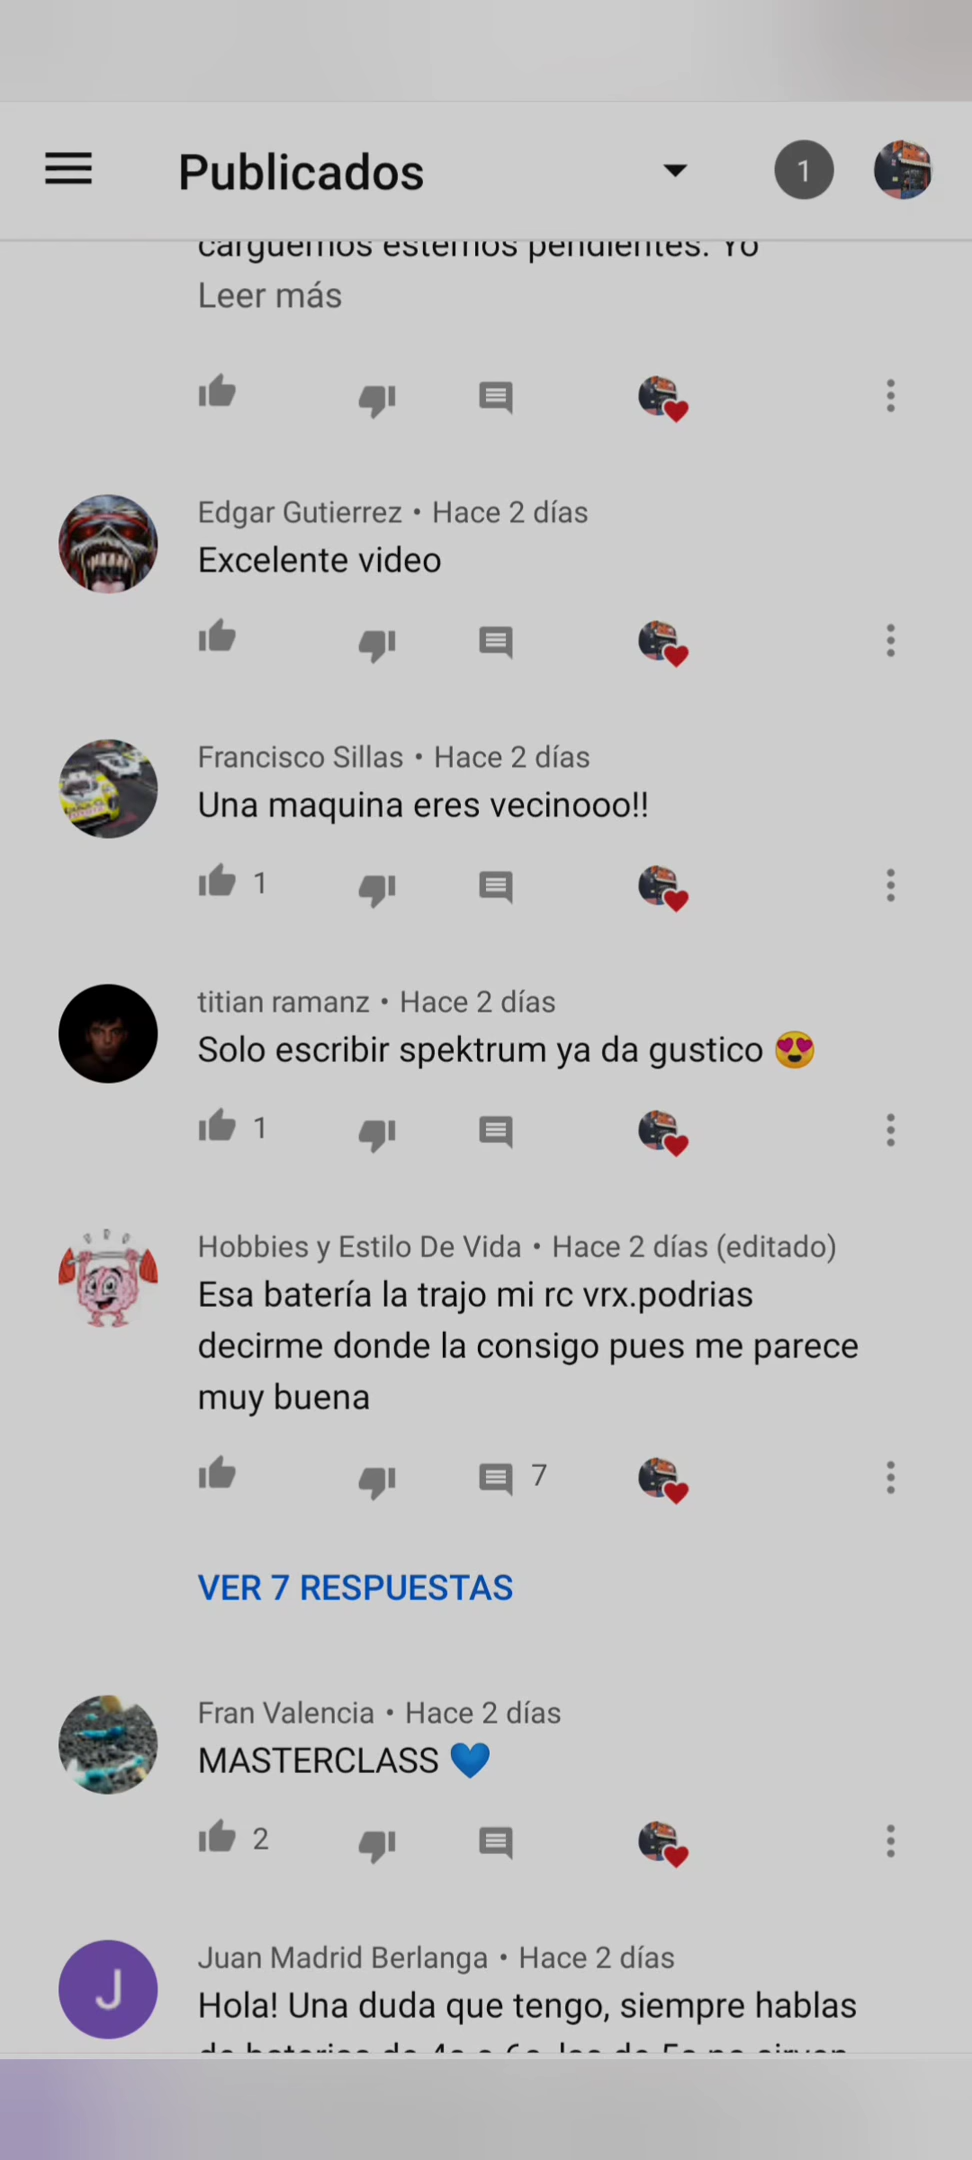 Publicados
1
carguemos estemos pendientes. Yo
Leer más
Edgar Gutierrez • Hace 2 días
Excelente video
Francisco Sillas • Hace 2 días
Una maquina eres vecinooo!!
1
titian ramanz • Hace 2 días
Solo escribir spektrum ya da gustico 😍
1
Hobbies y Estilo De Vida • Hace 2 días (editado)
Esa batería la trajo mi rc vrx.podrias
decirme donde la consigo pues me parece
muy buena
7
VER 7 RESPUESTAS
Fran Valencia • Hace 2 días
MASTERCLASS 💙
2
J
Juan Madrid Berlanga • Hace 2 días
Hola! Una duda que tengo, siempre hablas